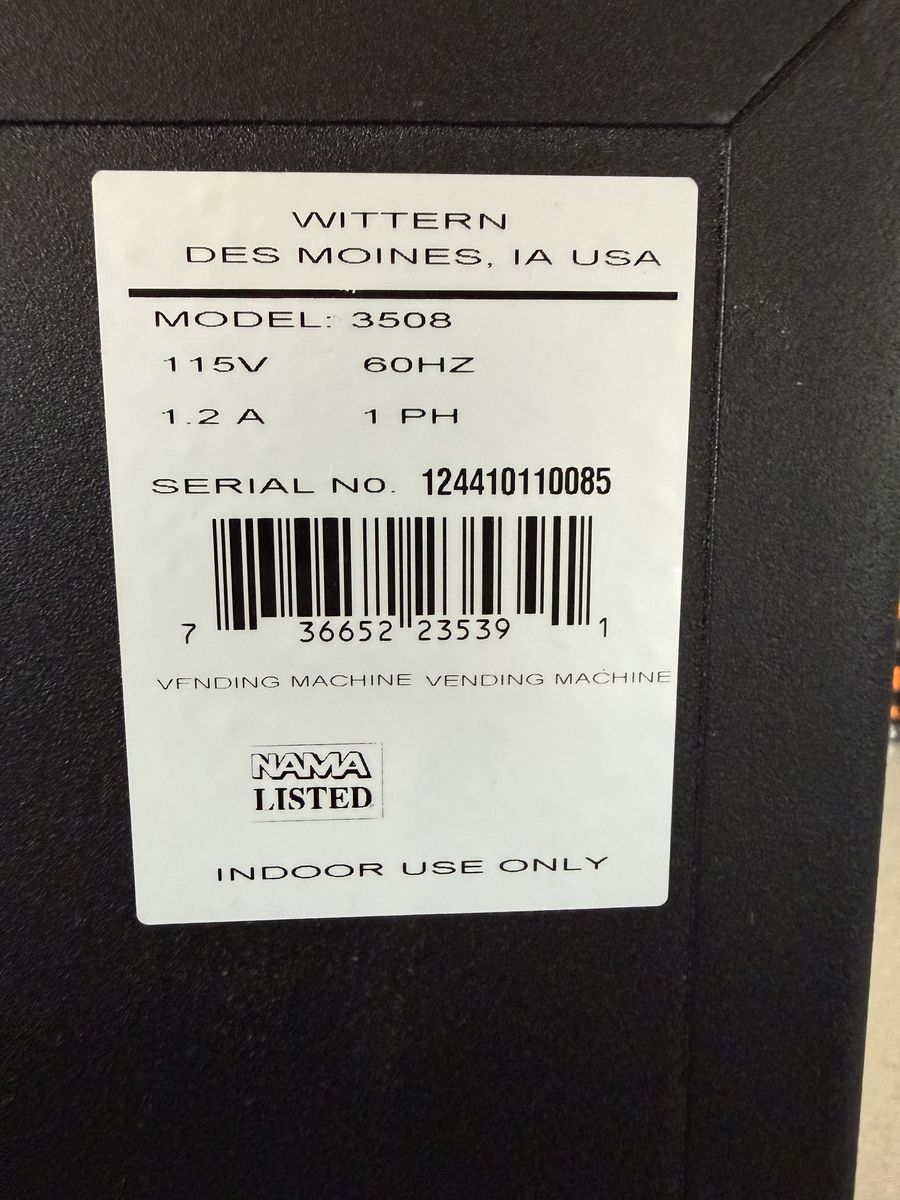 WITTERN
DES MOINES, IA USA
MODEL: 3508
115V 60HZ
1.2 A 1 PH
SERIAL NO. 124410110085
7 36652 23539 1
VENDING MACHINE VENDING MACHINE
NAMA
LISTED
INDOOR USE ONLY